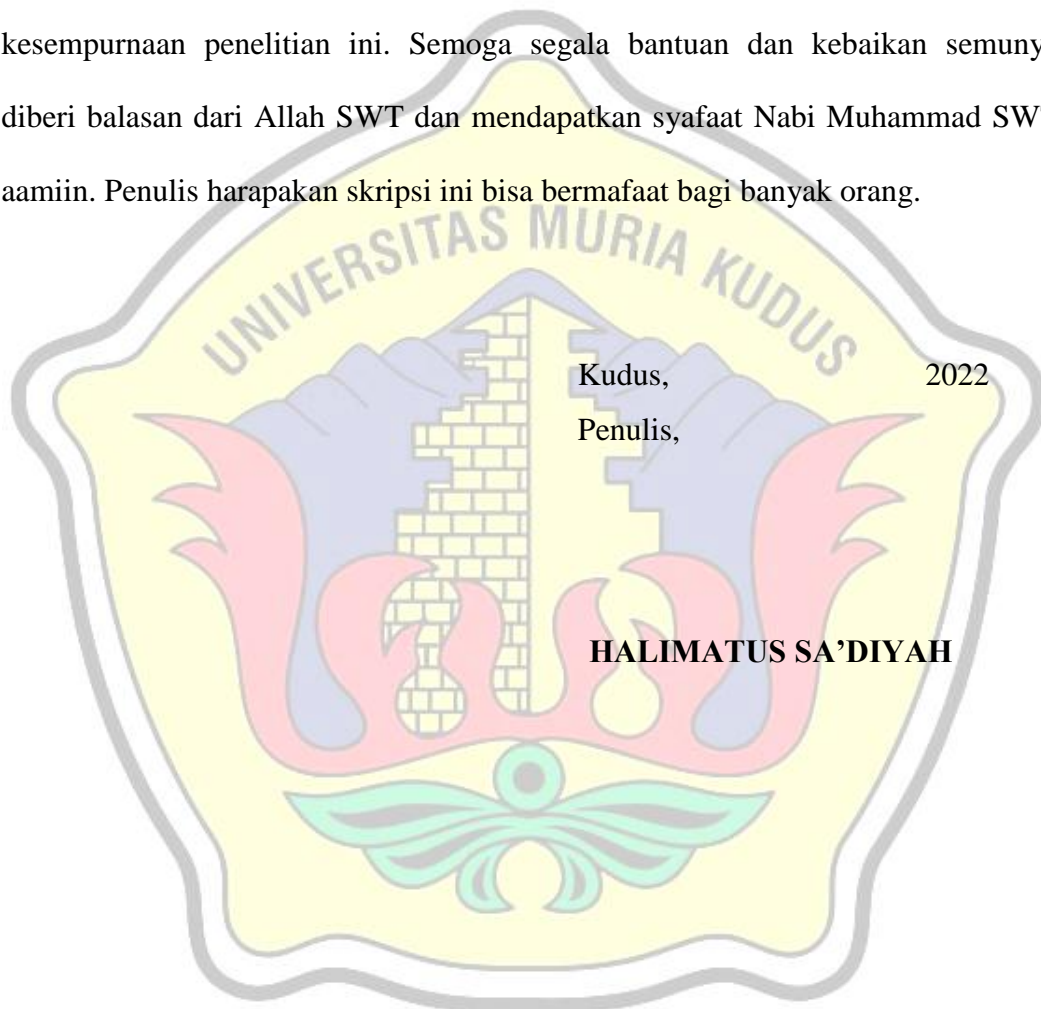 kesempurnaan penelitian ini. Semoga segala bantuan dan kebaikan semuny
diberi balasan dari Allah SWT dan mendapatkan syafaat Nabi Muhammad SW
aamiin. Penulis harapakan skripsi ini bisa bermafaat bagi banyak orang.
UNIVERSITAS MURIA KUDUS
Kudus, 2022
Penulis,
HALIMATUS SA’DIYAH